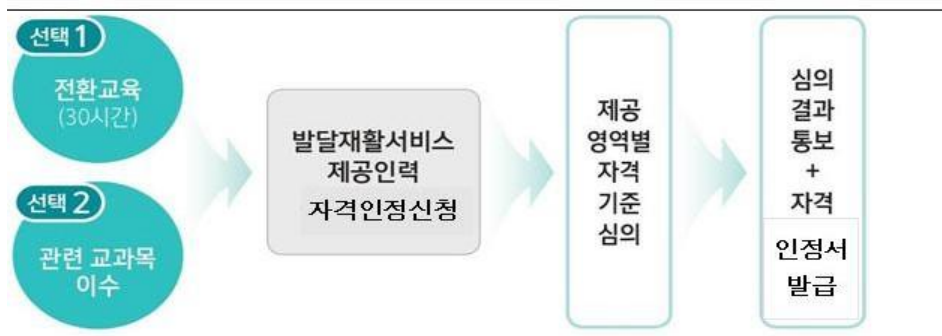 선택 1
전환교육
(30시간)
선택 2
관련 교과목
이수
발달재활서비스
제공인력
자격인정신청
제공
영역별
자격
기준
심의
심의
결과
통보
+
자격
인정서
발급